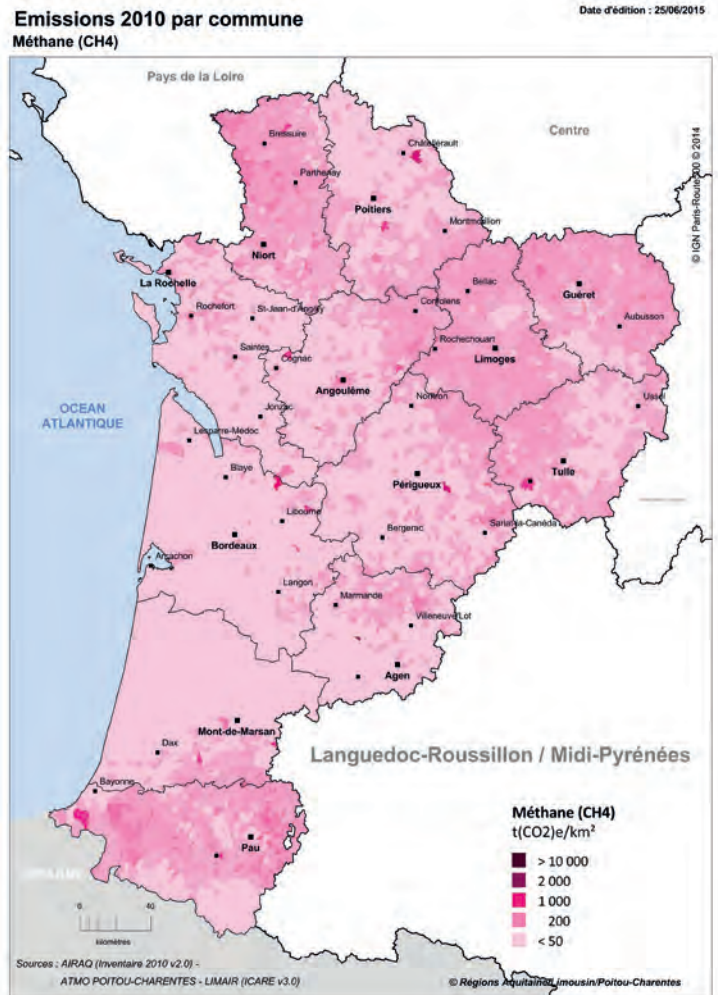 Emissions 2010 par commune
Date d'édition : 25/06/2015
Méthane (CH4)
Pays de la Loire
Centre
© IGN Paris-Route500 © 2014
Bressuire
Châtellerault
Parthenay
Poitiers
Montmorillon
Niort
La Rochelle
Bellac
Guéret
Rochefort
St-Jean-d'Angély
Confolens
Aubusson
Saintes
Rochechouart
Limoges
Cognac
Angoulême
Jonzac
Nontron
Ussel
OCEAN
ATLANTIQUE
Lesparre-Medoc
Blaye
Périgueux
Tulle
Libourne
Bordeaux
Bergerac
Sarlat-la-Canéda
Arcachon
Langon
Marmande
Villeneuve/Lot
Agen
Mont-de-Marsan
Dax
Languedoc-Roussillon / Midi-Pyrénées
Bayonne
Pau
Méthane (CH4)
t(CO2)e/km²
> 10 000
2 000
1 000
200
< 50
0 40
kilomètres
Sources : AIRAQ (Inventaire 2010 v2.0) -
ATMO POITOU-CHARENTES - LIMAIR (ICARE v3.0)
© Régions Aquitaine/Limousin/Poitou-Charentes